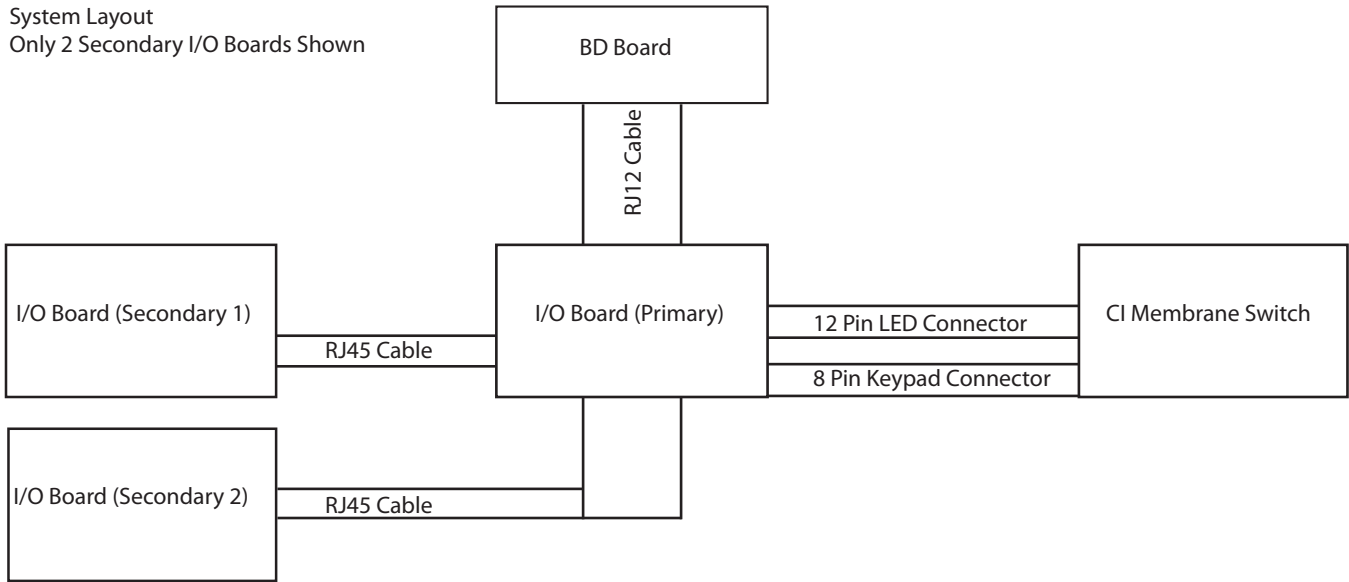 System Layout
Only 2 Secondary I/O Boards Shown
BD Board
RJ12 Cable
I/O Board (Secondary 1)
RJ45 Cable
I/O Board (Primary)
12 Pin LED Connector
8 Pin Keypad Connector
CI Membrane Switch
I/O Board (Secondary 2)
RJ45 Cable